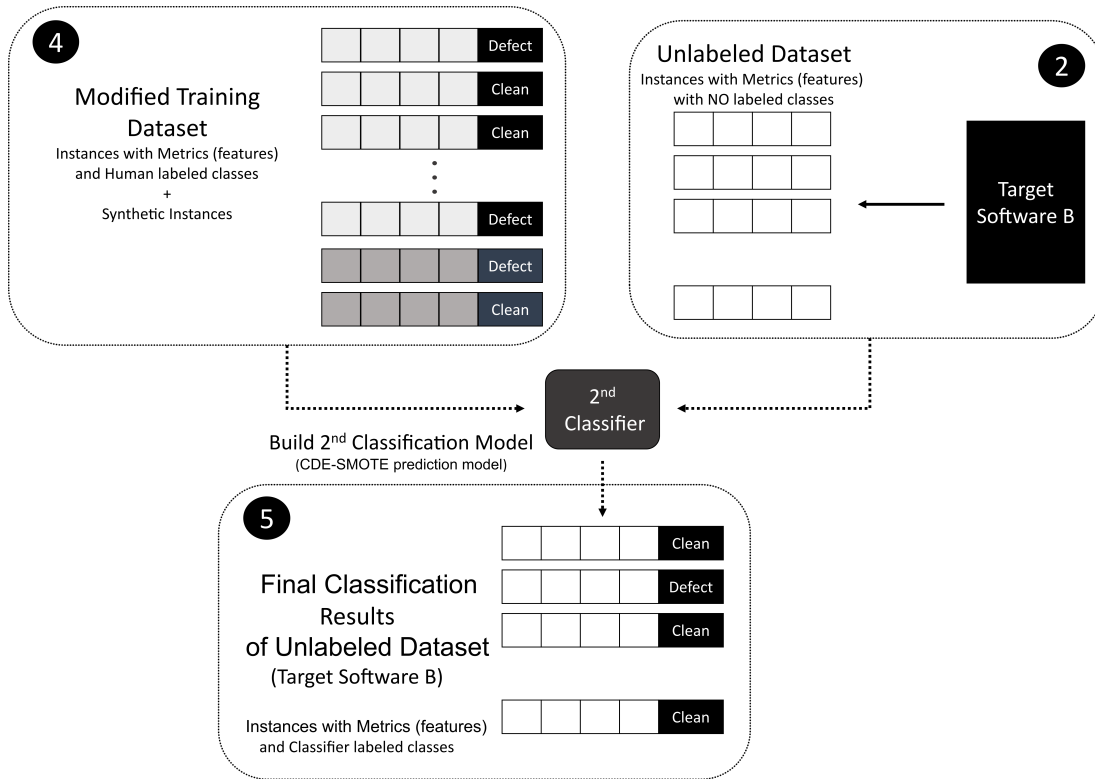 4
Modified Training
Dataset
Instances with Metrics (features)
and Human labeled classes
+
Synthetic Instances
Defect
Clean
Clean
Defect
Defect
Clean
Unlabeled Dataset
Instances with Metrics (features)
with NO labeled classes
2
Target
Software B
2nd
Classifier
Build 2nd Classification Model
(CDE-SMOTE prediction model)
5
Final Classification
Results
of Unlabeled Dataset
(Target Software B)
Instances with Metrics (features)
and Classifier labeled classes
Clean
Defect
Clean
Clean